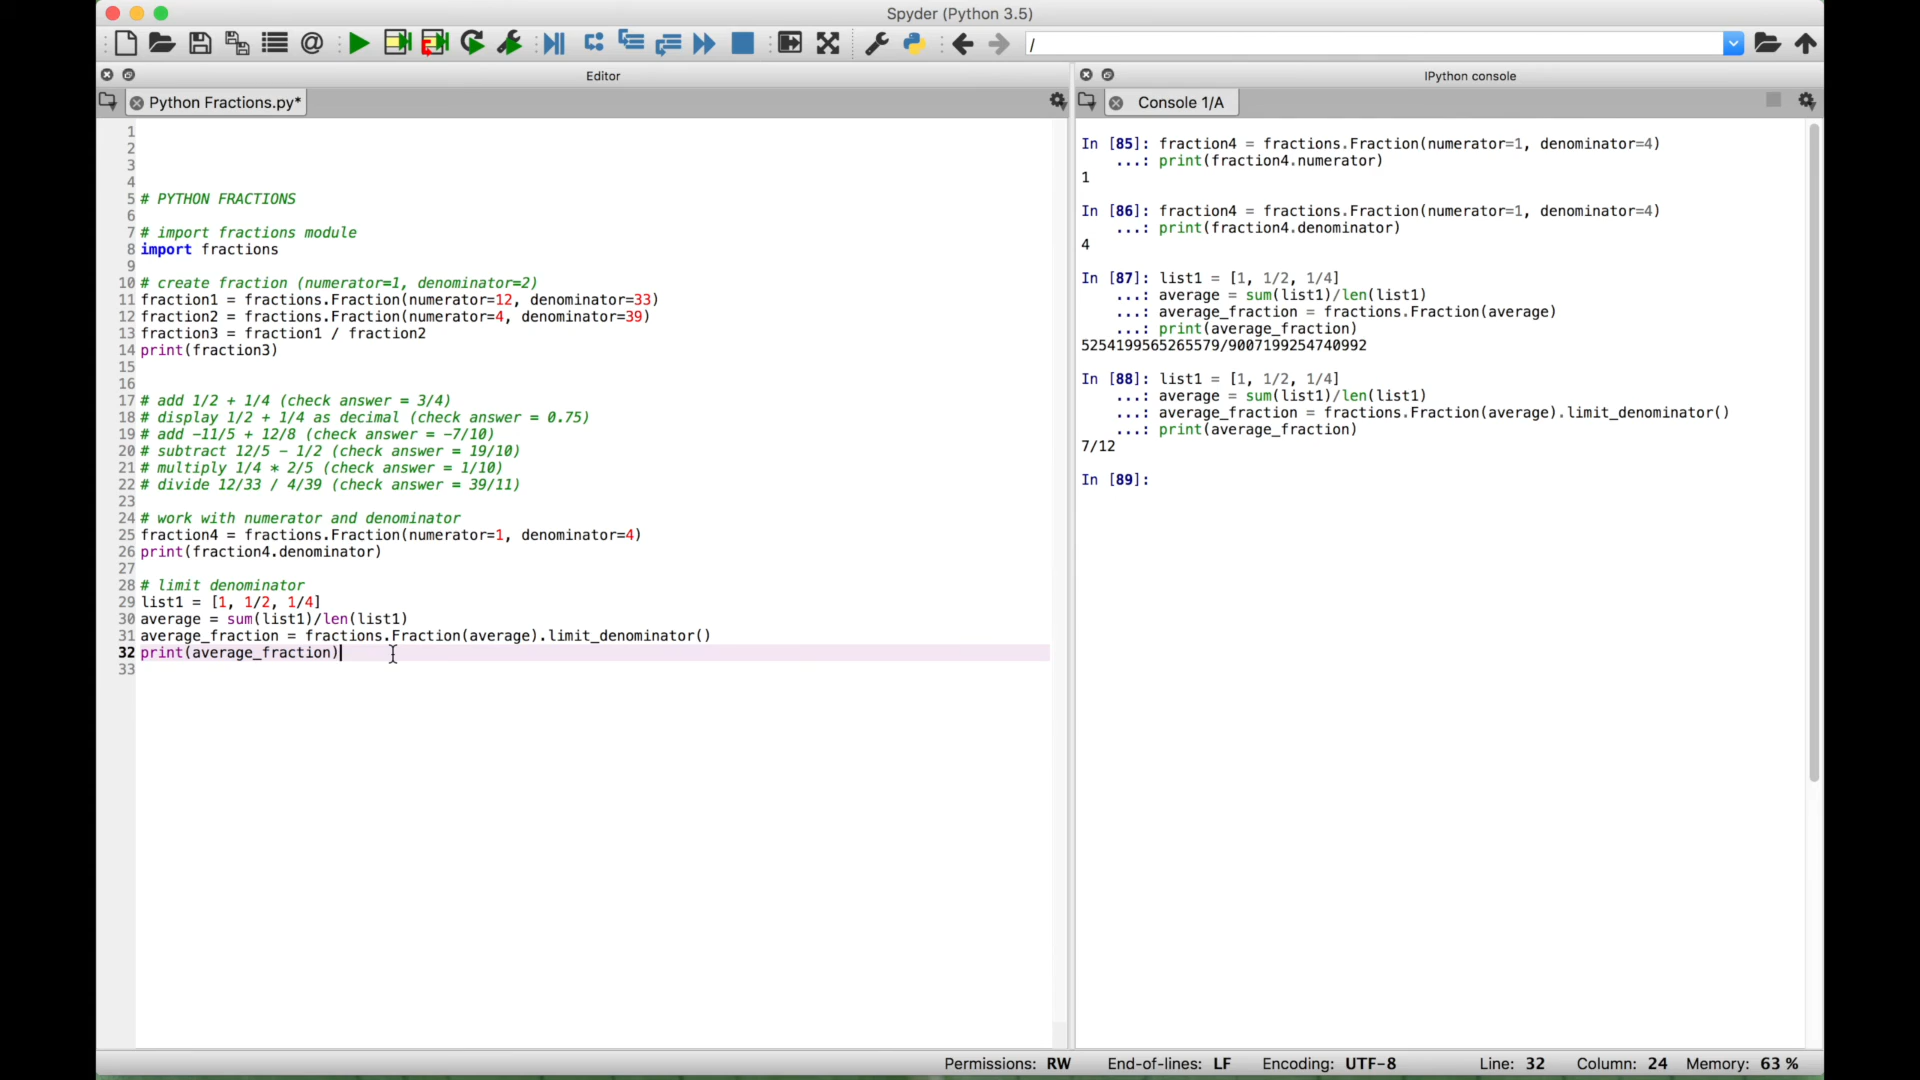 Spyder (Python 3.5)
/
Editor
IPython console
Python Fractions.py*
Console 1/A
1
2
3
4
5 # PYTHON FRACTIONS
6
7 # import fractions module
8 import fractions
9
10 # create fraction (numerator=1, denominator=2)
11 fraction1 = fractions.Fraction(numerator=12, denominator=33)
12 fraction2 = fractions.Fraction(numerator=4, denominator=39)
13 fraction3 = fraction1 / fraction2
14 print(fraction3)
15
16
17 # add 1/2 + 1/4 (check answer = 3/4)
18 # display 1/2 + 1/4 as decimal (check answer = 0.75)
19 # add -11/5 + 12/8 (check answer = -7/10)
20 # subtract 12/5 - 1/2 (check answer = 19/10)
21 # multiply 1/4 * 2/5 (check answer = 1/10)
22 # divide 12/33 / 4/39 (check answer = 39/11)
23
24 # work with numerator and denominator
25 fraction4 = fractions.Fraction(numerator=1, denominator=4)
26 print(fraction4.denominator)
27
28 # limit denominator
29 list1 = [1, 1/2, 1/4]
30 average = sum(list1)/len(list1)
31 average_fraction = fractions.Fraction(average).limit_denominator()
32 print(average_fraction)
33
In [85]: fraction4 = fractions.Fraction(numerator=1, denominator=4)
...: print(fraction4.numerator)
1
In [86]: fraction4 = fractions.Fraction(numerator=1, denominator=4)
...: print(fraction4.denominator)
4
In [87]: list1 = [1, 1/2, 1/4]
...: average = sum(list1)/len(list1)
...: average_fraction = fractions.Fraction(average)
...: print(average_fraction)
5254199565265579/9007199254740992
In [88]: list1 = [1, 1/2, 1/4]
...: average = sum(list1)/len(list1)
...: average_fraction = fractions.Fraction(average).limit_denominator()
...: print(average_fraction)
7/12
In [89]:
Permissions: RW End-of-lines: LF Encoding: UTF-8 Line: 32 Column: 24 Memory: 63 %